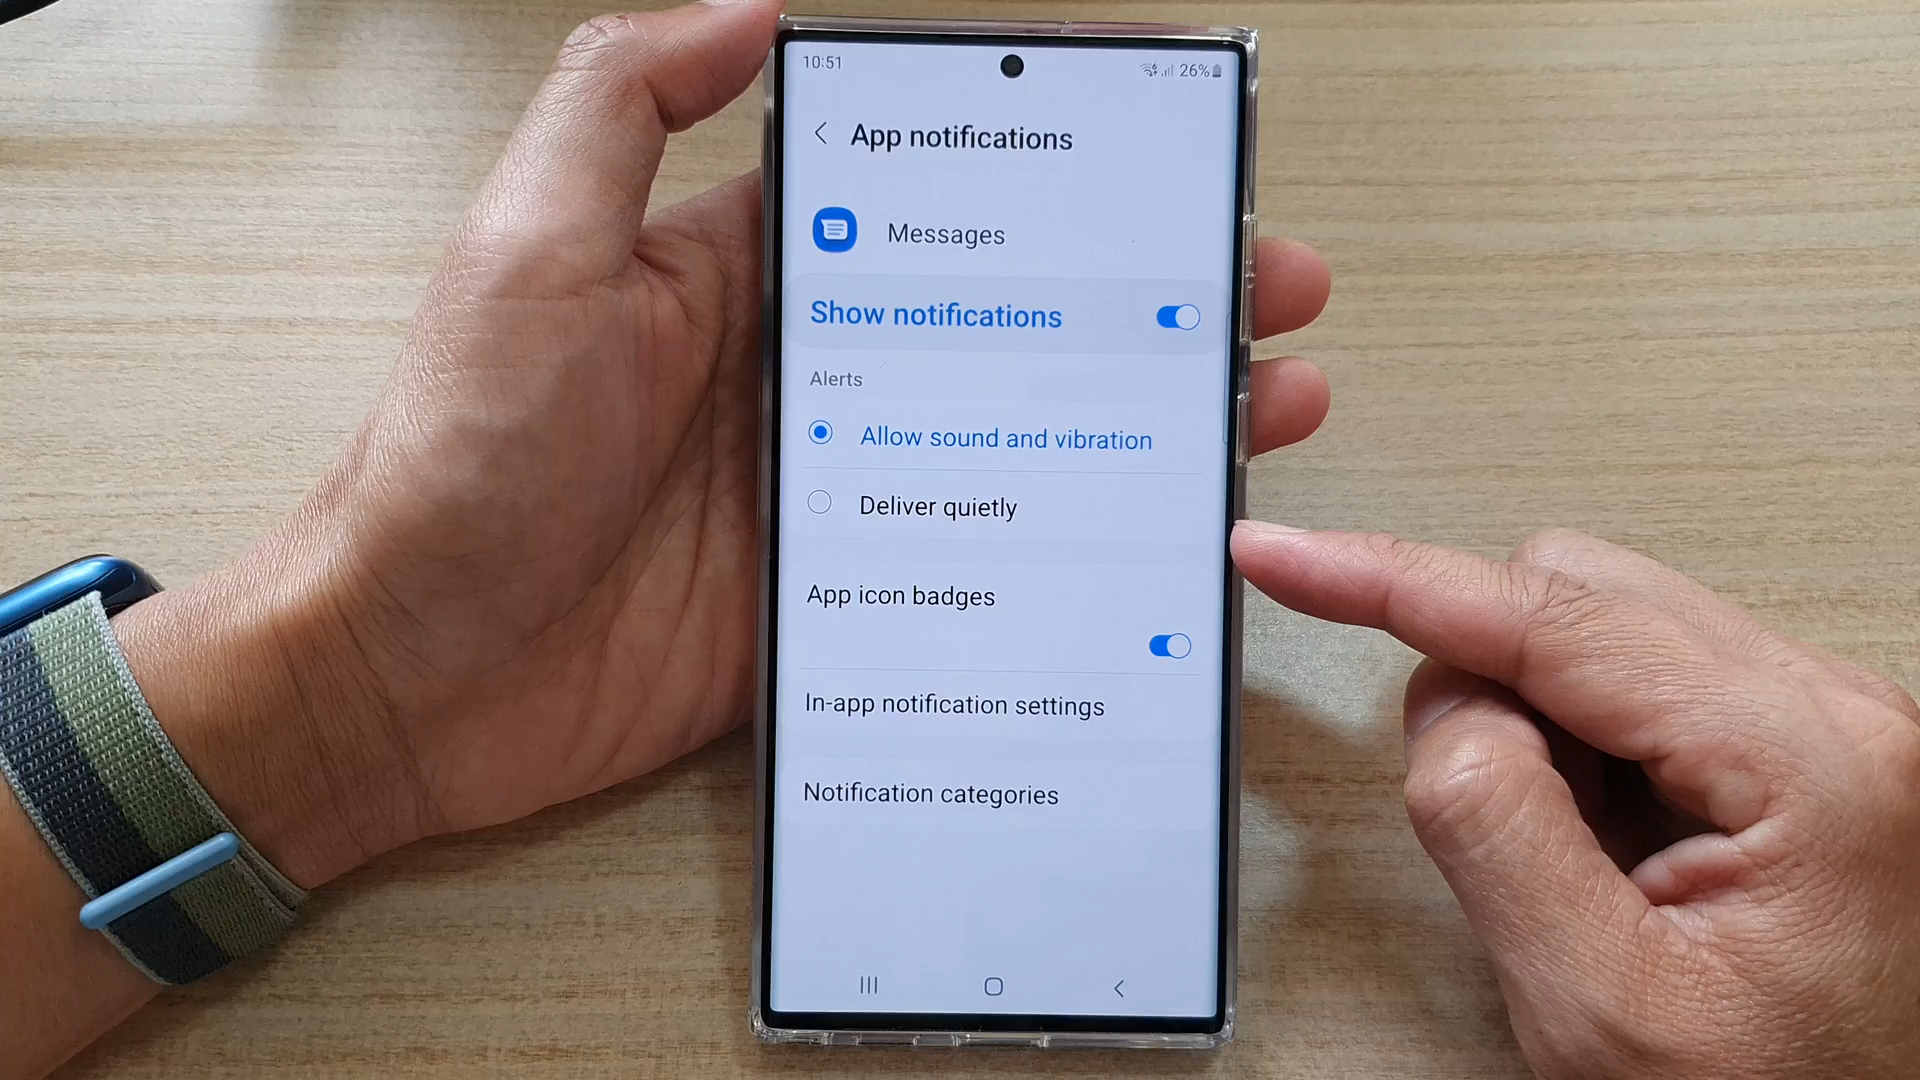 10:51
26%
App notifications
Messages
Show notifications
Alerts
Allow sound and vibration
Deliver quietly
App icon badges
In-app notification settings
Notification categories